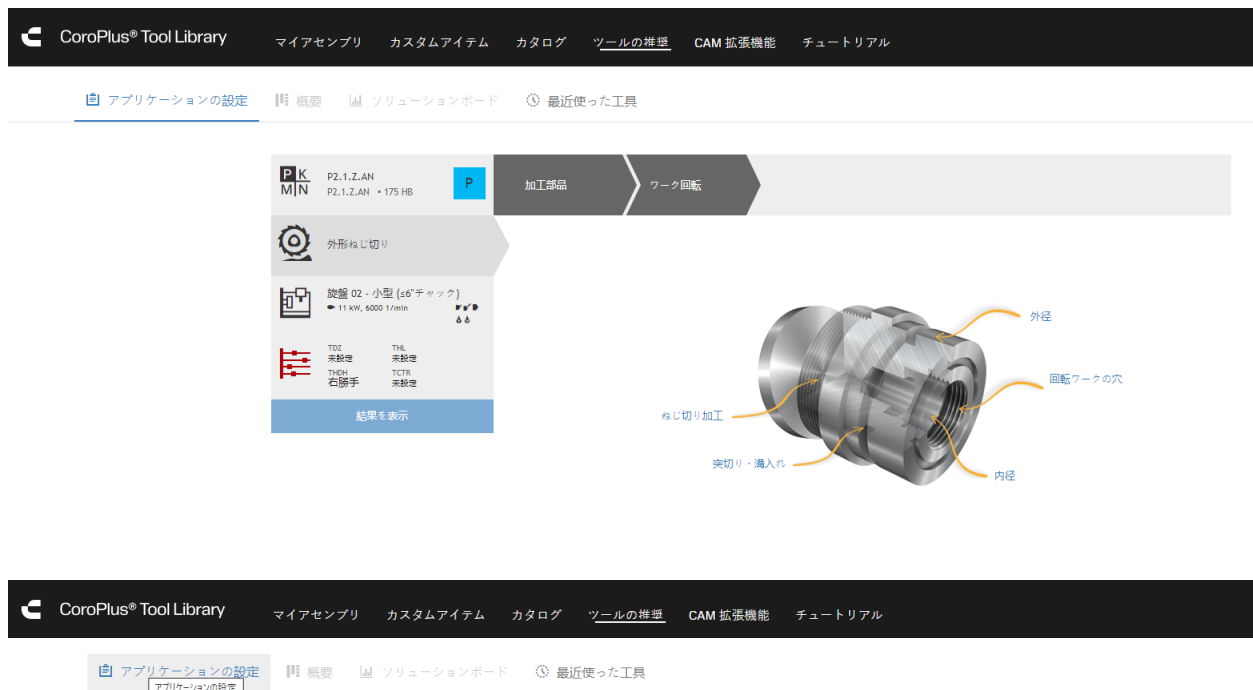 CoroPlus® Tool Library マイアセンブリ カスタムアイテム カタログ ツールの推奨 CAM 拡張機能 チュートリアル
アプリケーションの設定 概要 ソリューションボード 最近使った工具
P K
M N
P2.1.Z.AN
P2.1.Z.AN • 175 HB
P
加工部品 ワーク回転
外形ねじ切り
旋盤 02 - 小型 (≤6"チャック)
11 kW, 6000 1/min
TDZ THL
未設定 未設定
THDH TCTR
右勝手 未設定
結果を表示
外径
回転ワークの穴
ねじ切り加工
突切り・溝入れ
内径
CoroPlus® Tool Library マイアセンブリ カスタムアイテム カタログ ツールの推奨 CAM 拡張機能 チュートリアル
アプリケーションの設定 概要 ソリューションボード 最近使った工具
アプリケーションの設定